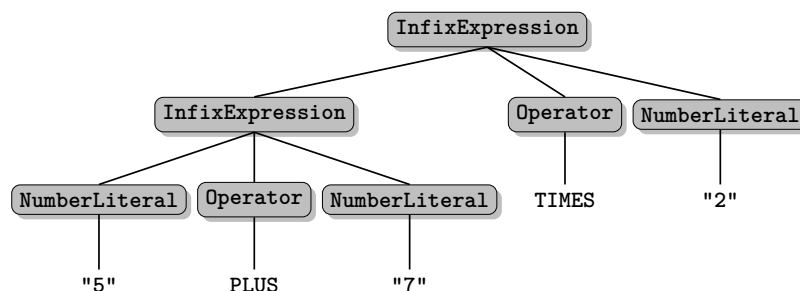 InfixExpression
InfixExpression Operator NumberLiteral
NumberLiteral Operator NumberLiteral TIMES "2"
"5" PLUS "7"